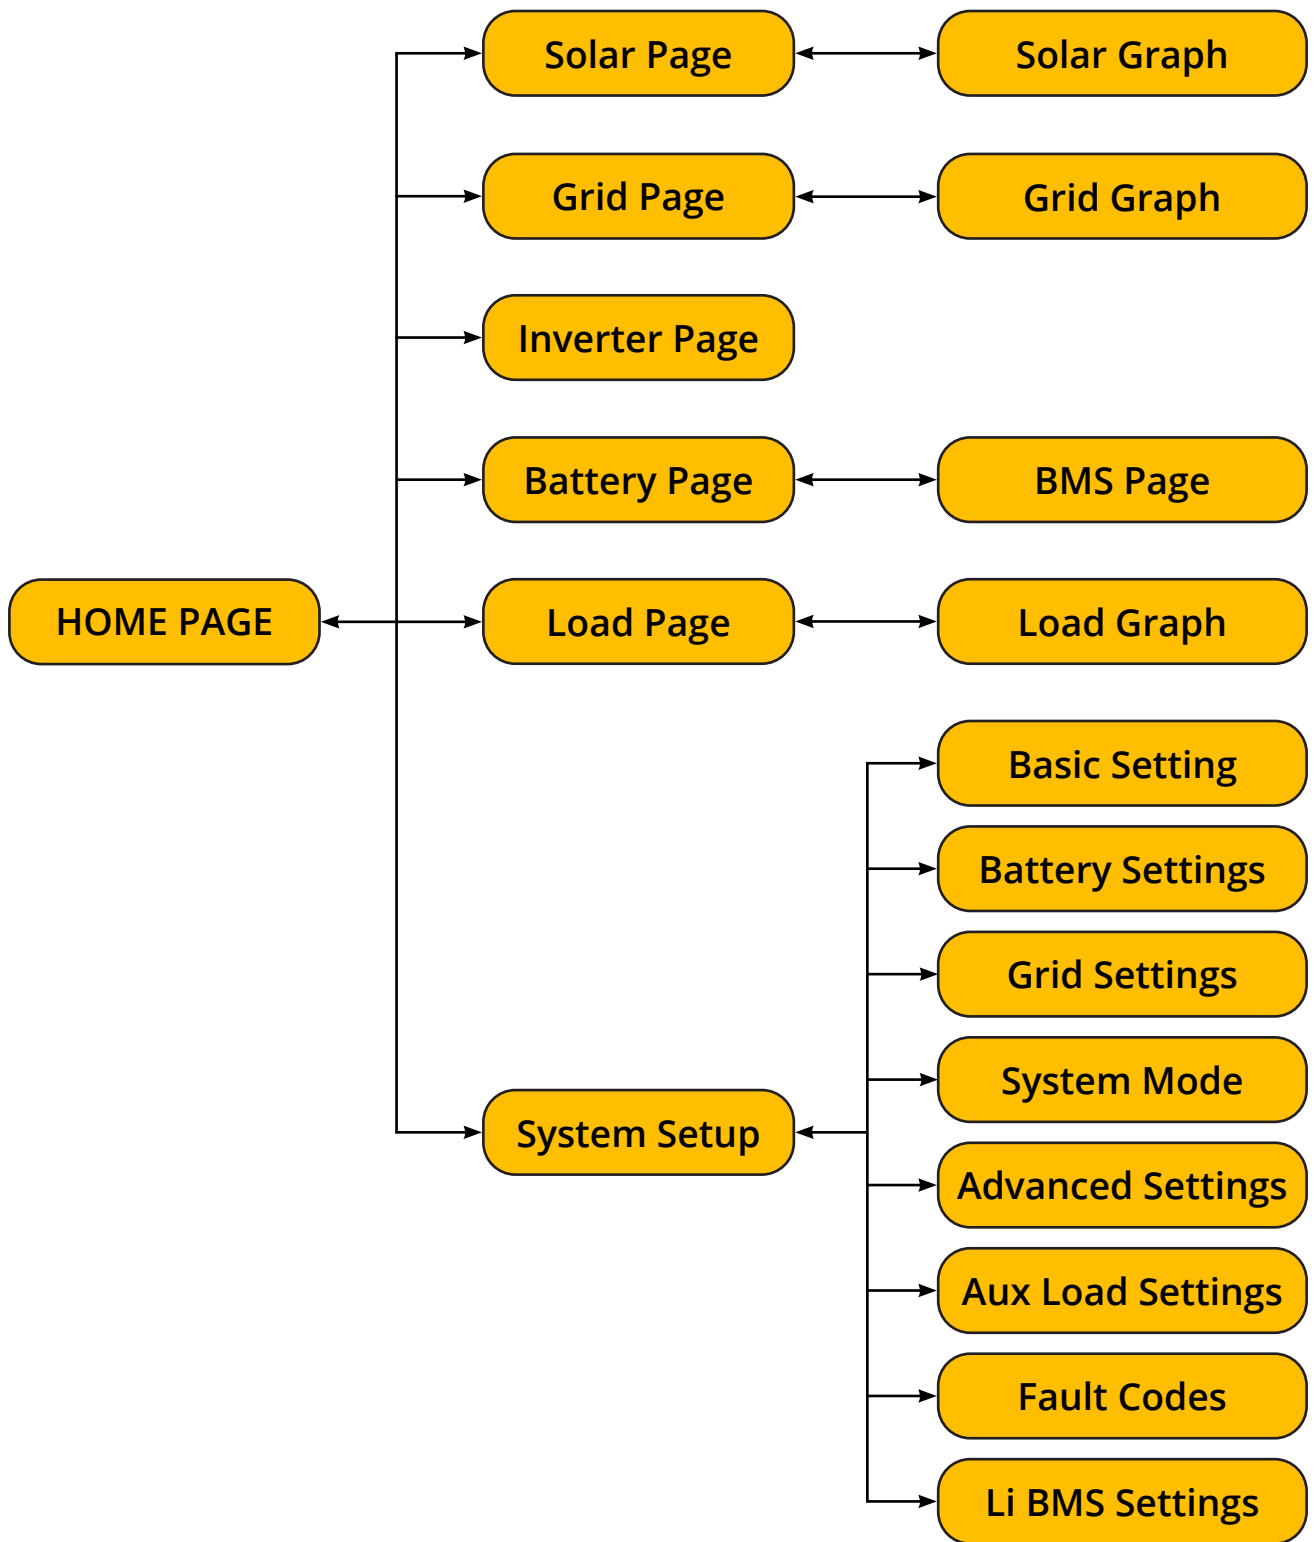 Solar Page
Solar Graph
Grid Page
Grid Graph
Inverter Page
Battery Page
BMS Page
HOME PAGE
Load Page
Load Graph
Basic Setting
Battery Settings
Grid Settings
System Mode
System Setup
Advanced Settings
Aux Load Settings
Fault Codes
Li BMS Settings